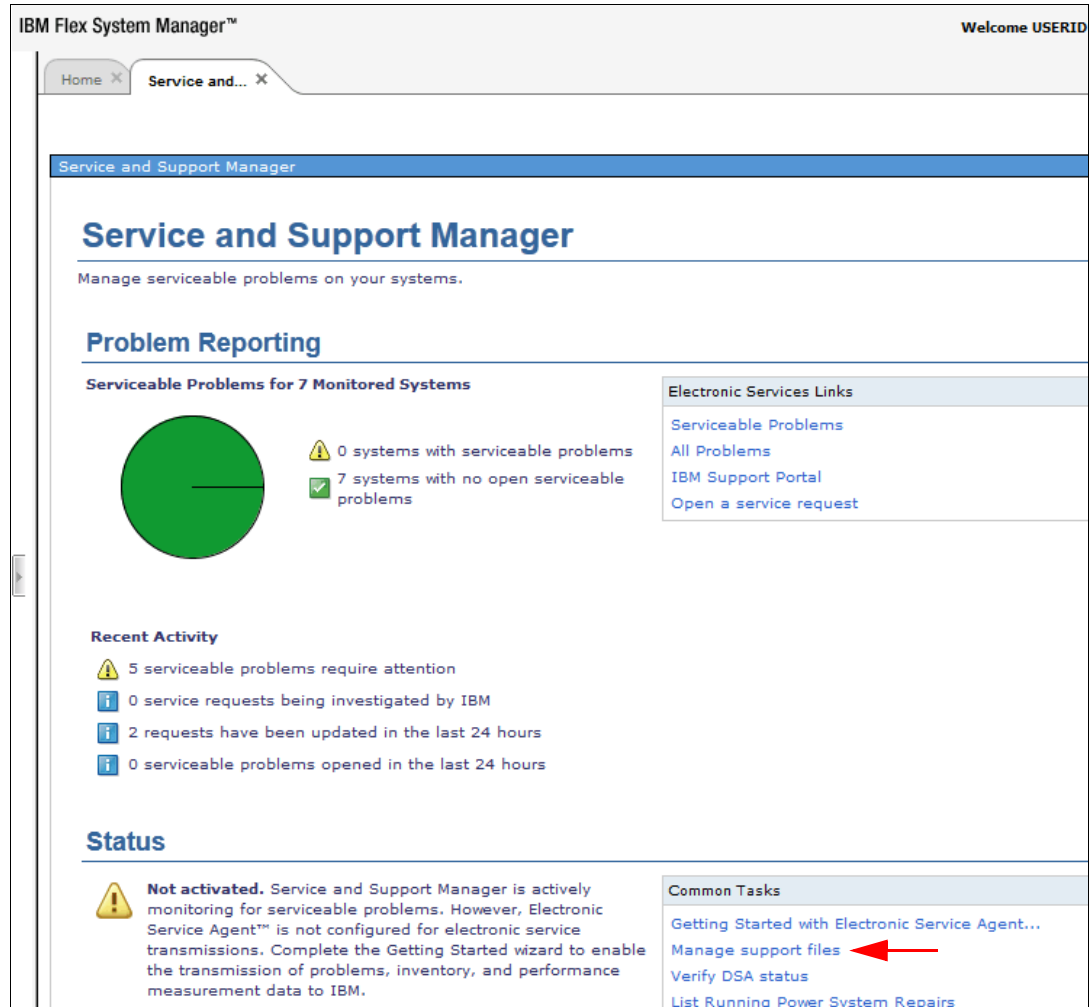 IBM Flex System Manager™
Welcome USERID
Home
Service and...
Service and Support Manager
Service and Support Manager
Manage serviceable problems on your systems.
Problem Reporting
Serviceable Problems for 7 Monitored Systems
0 systems with serviceable problems
7 systems with no open serviceable
problems
Electronic Services Links
Serviceable Problems
All Problems
IBM Support Portal
Open a service request
Recent Activity
5 serviceable problems require attention
0 service requests being investigated by IBM
2 requests have been updated in the last 24 hours
0 serviceable problems opened in the last 24 hours
Status
Not activated. Service and Support Manager is actively
monitoring for serviceable problems. However, Electronic
Service Agent™ is not configured for electronic service
transmissions. Complete the Getting Started wizard to enable
the transmission of problems, inventory, and performance
measurement data to IBM.
Common Tasks
Getting Started with Electronic Service Agent...
Manage support files
Verify DSA status
List Running Power System Repairs